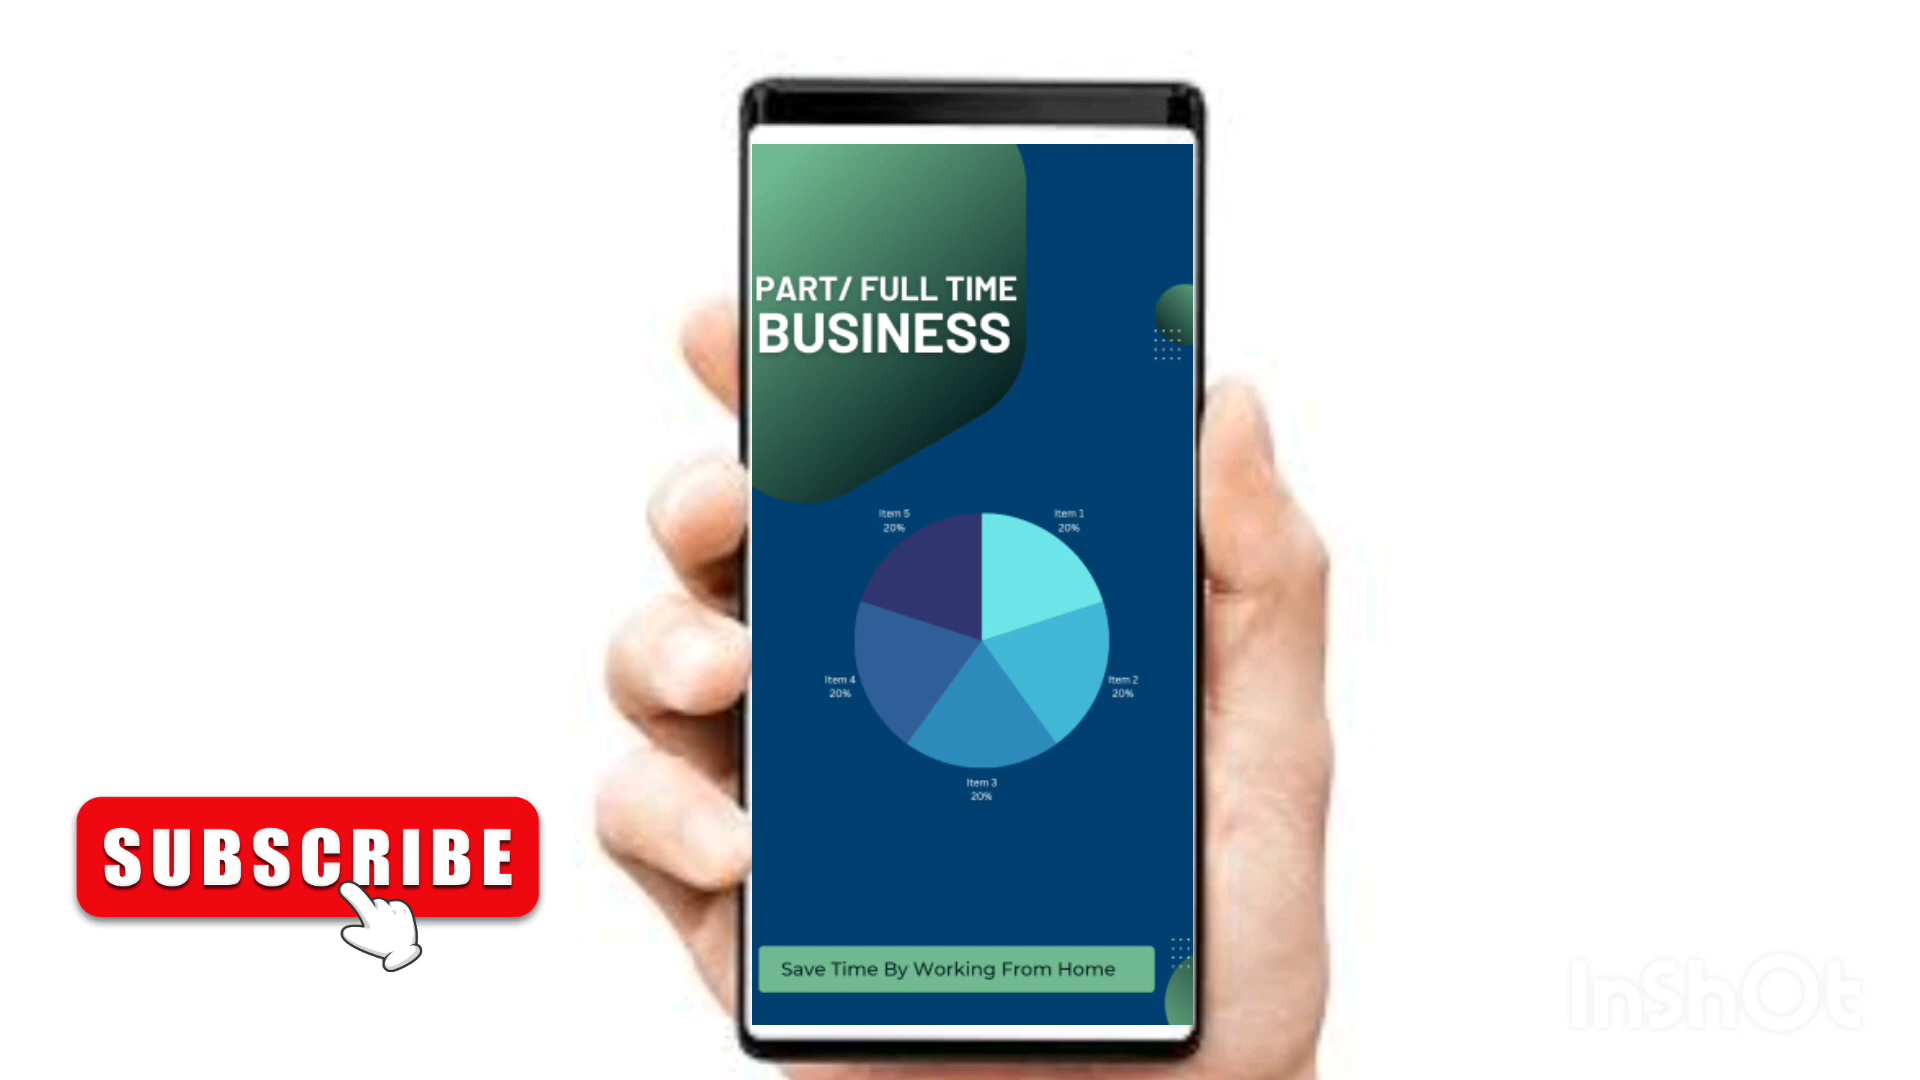 PART/ FULL TIME
BUSINESS
Item 5
20%
Item 1
20%
Item 4
20%
Item 2
20%
Item 3
20%
SUBSCRIBE
Save Time By Working From Home
InShOt